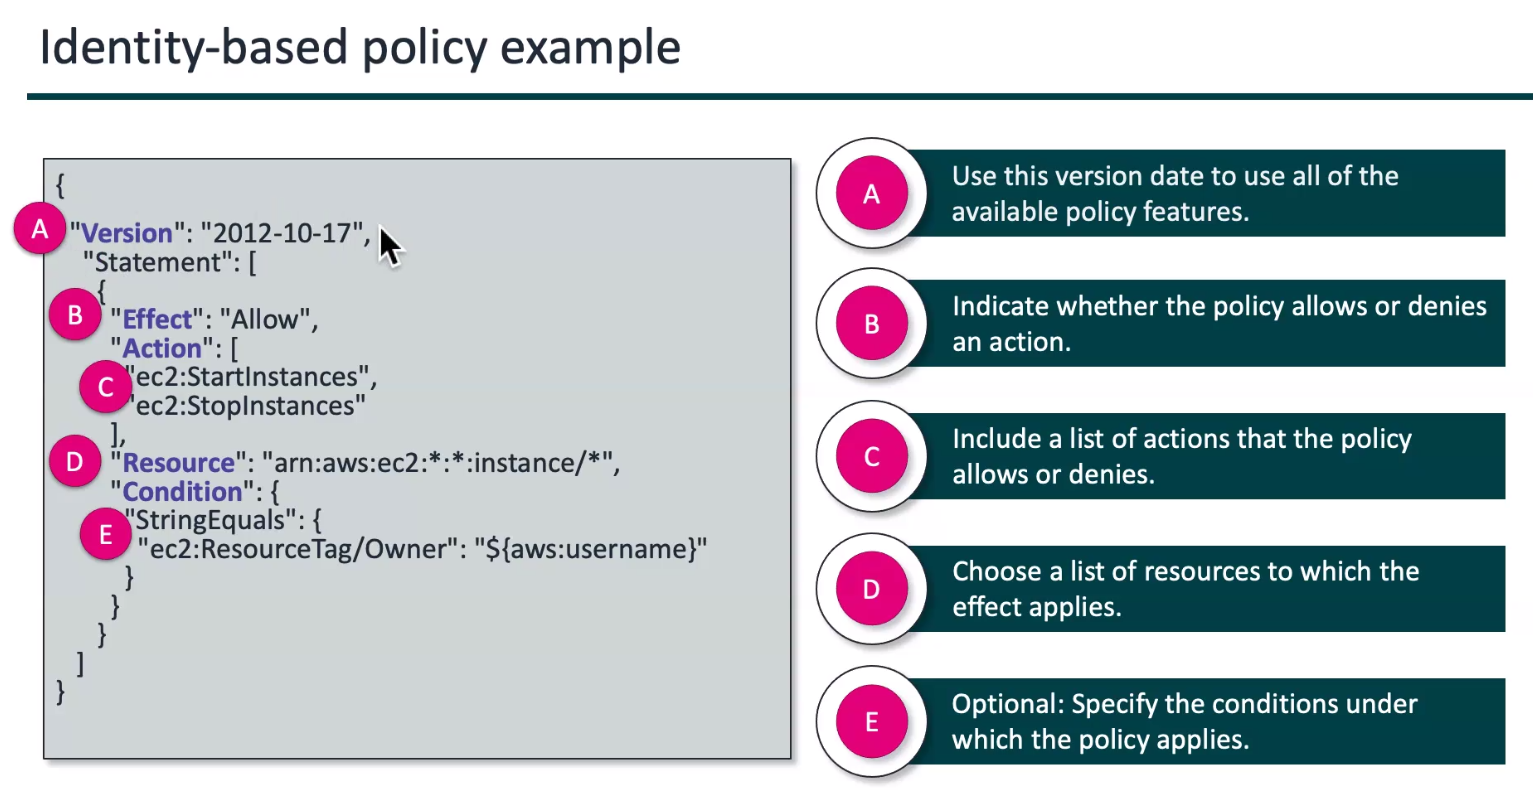 Identity-based policy example
{
A "Version": "2012-10-17",
"Statement": [
{
B "Effect": "Allow",
"Action": [
C "ec2:StartInstances",
"ec2:StopInstances"
],
D "Resource": "arn:aws:ec2:*:*:instance/*",
"Condition": {
E "StringEquals": {
"ec2:ResourceTag/Owner": "${aws:username}"
}
}
}
]
}
A Use this version date to use all of the
available policy features.
B Indicate whether the policy allows or denies
an action.
C Include a list of actions that the policy
allows or denies.
D Choose a list of resources to which the
effect applies.
E Optional: Specify the conditions under
which the policy applies.